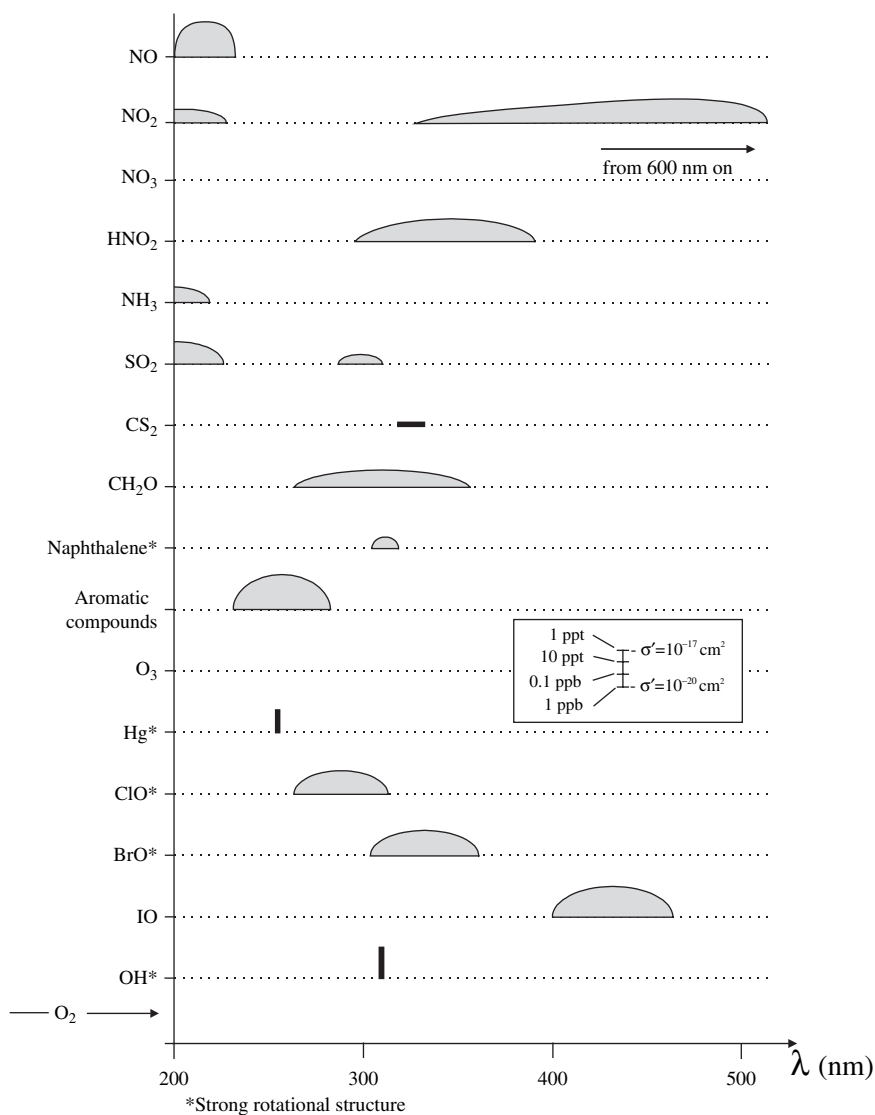 NO
NO₂
from 600 nm on
NO₃
HNO₂
NH₃
SO₂
CS₂
CH₂O
Naphthalene*
Aromatic
compounds
1 ppt
σ′=10⁻¹⁷ cm²
10 ppt
0.1 ppb
σ′=10⁻²⁰ cm²
1 ppb
O₃
Hg*
ClO*
BrO*
IO
OH*
O₂
200 300 400 500 λ (nm)
*Strong rotational structure